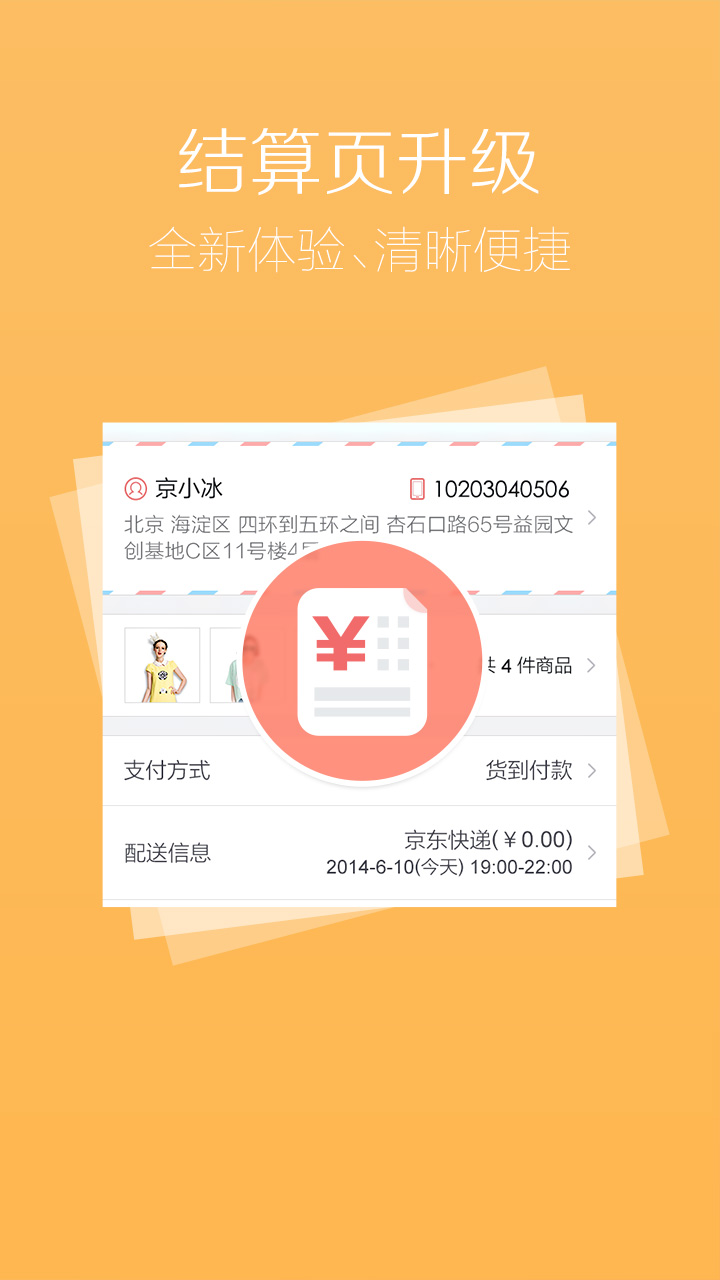 结算页升级
全新体验、清晰便捷
京小冰 10203040506
北京 海淀区 四环到五环之间 杏石口路65号益园文
创基地C区11号楼4
¥
4 件商品
支付方式 货到付款
配送信息 京东快递(￥0.00)
2014-6-10(今天) 19:00-22:00